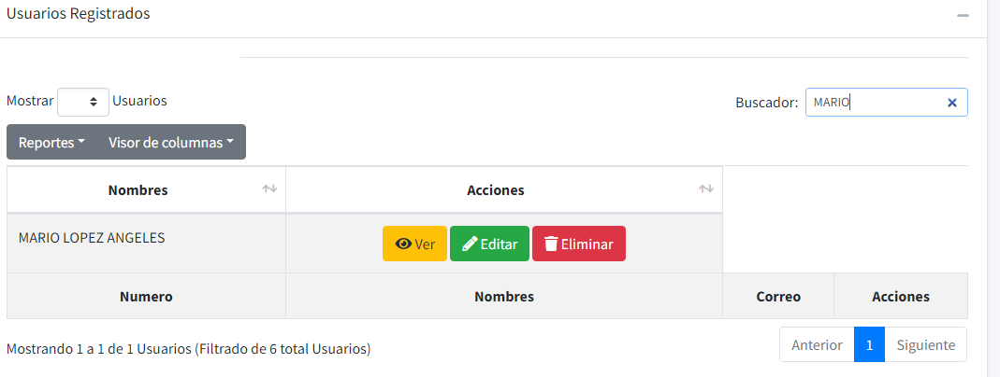 Usuarios Registrados
Mostrar Usuarios Buscador: MARIO
Reportes Visor de columnas
Nombres Acciones
MARIO LOPEZ ANGELES Ver Editar Eliminar
Numero Nombres Correo Acciones
Mostrando 1 a 1 de 1 Usuarios (Filtrado de 6 total Usuarios) Anterior 1 Siguiente